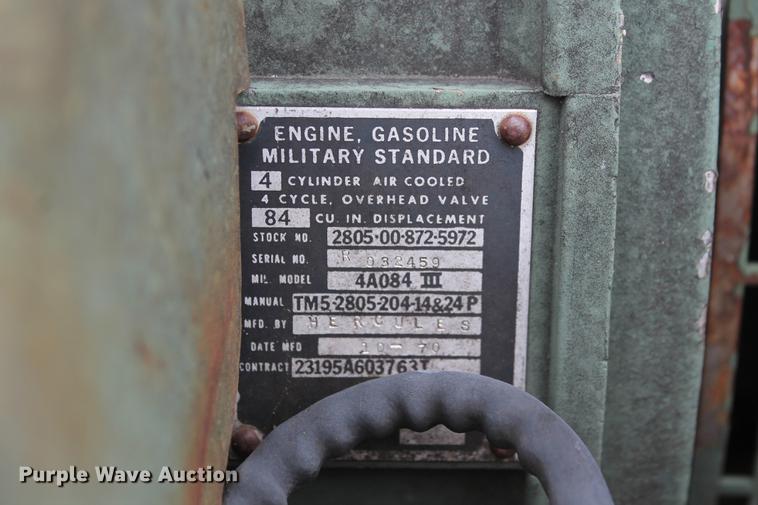 ENGINE, GASOLINE
MILITARY STANDARD
4 CYLINDER AIR COOLED
4 CYCLE, OVERHEAD VALVE
84 CU. IN. DISPLACEMENT
STOCK NO. 2805-00-872-5972
SERIAL NO. R 032459
MIL. MODEL 4A084 III
MANUAL TM5-2805-204-14&24P
MFD. BY HERCULES
DATE MFD 10-70
CONTRACT
Purple Wave Auction